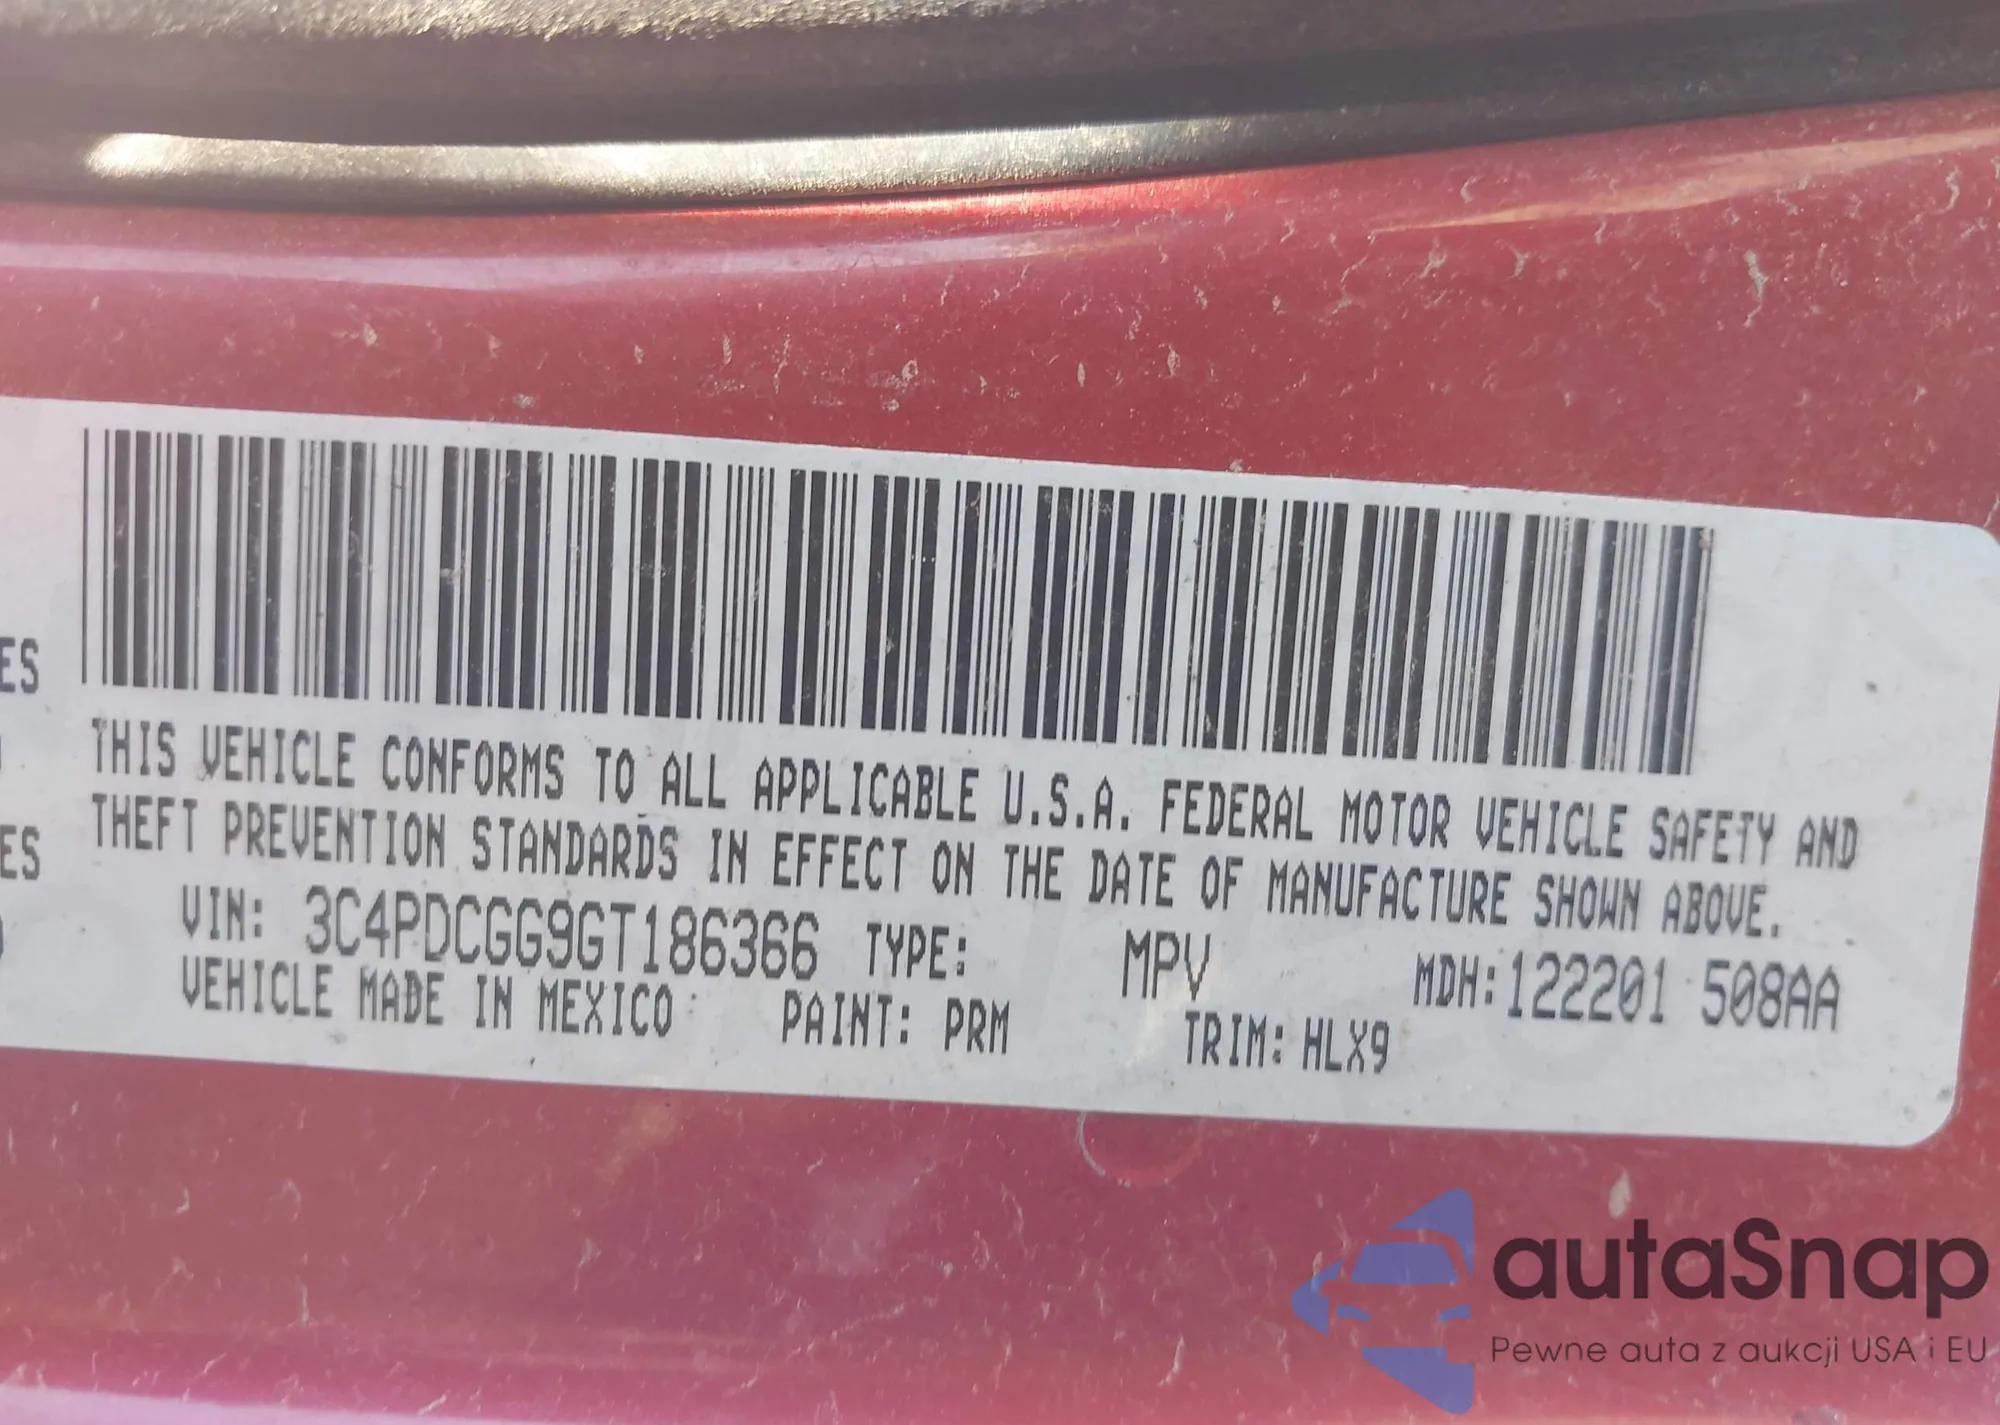 ES
ES
THIS VEHICLE CONFORMS TO ALL APPLICABLE U.S.A. FEDERAL MOTOR VEHICLE SAFETY AND
THEFT PREVENTION STANDARDS IN EFFECT ON THE DATE OF MANUFACTURE SHOWN ABOVE.
VIN: 3C4PDCGG9GT186366 TYPE: MPV MDH:122201 508AA
VEHICLE MADE IN MEXICO PAINT: PRM TRIM: HLX9
autaSnap
Pewne auta z aukcji USA i EU